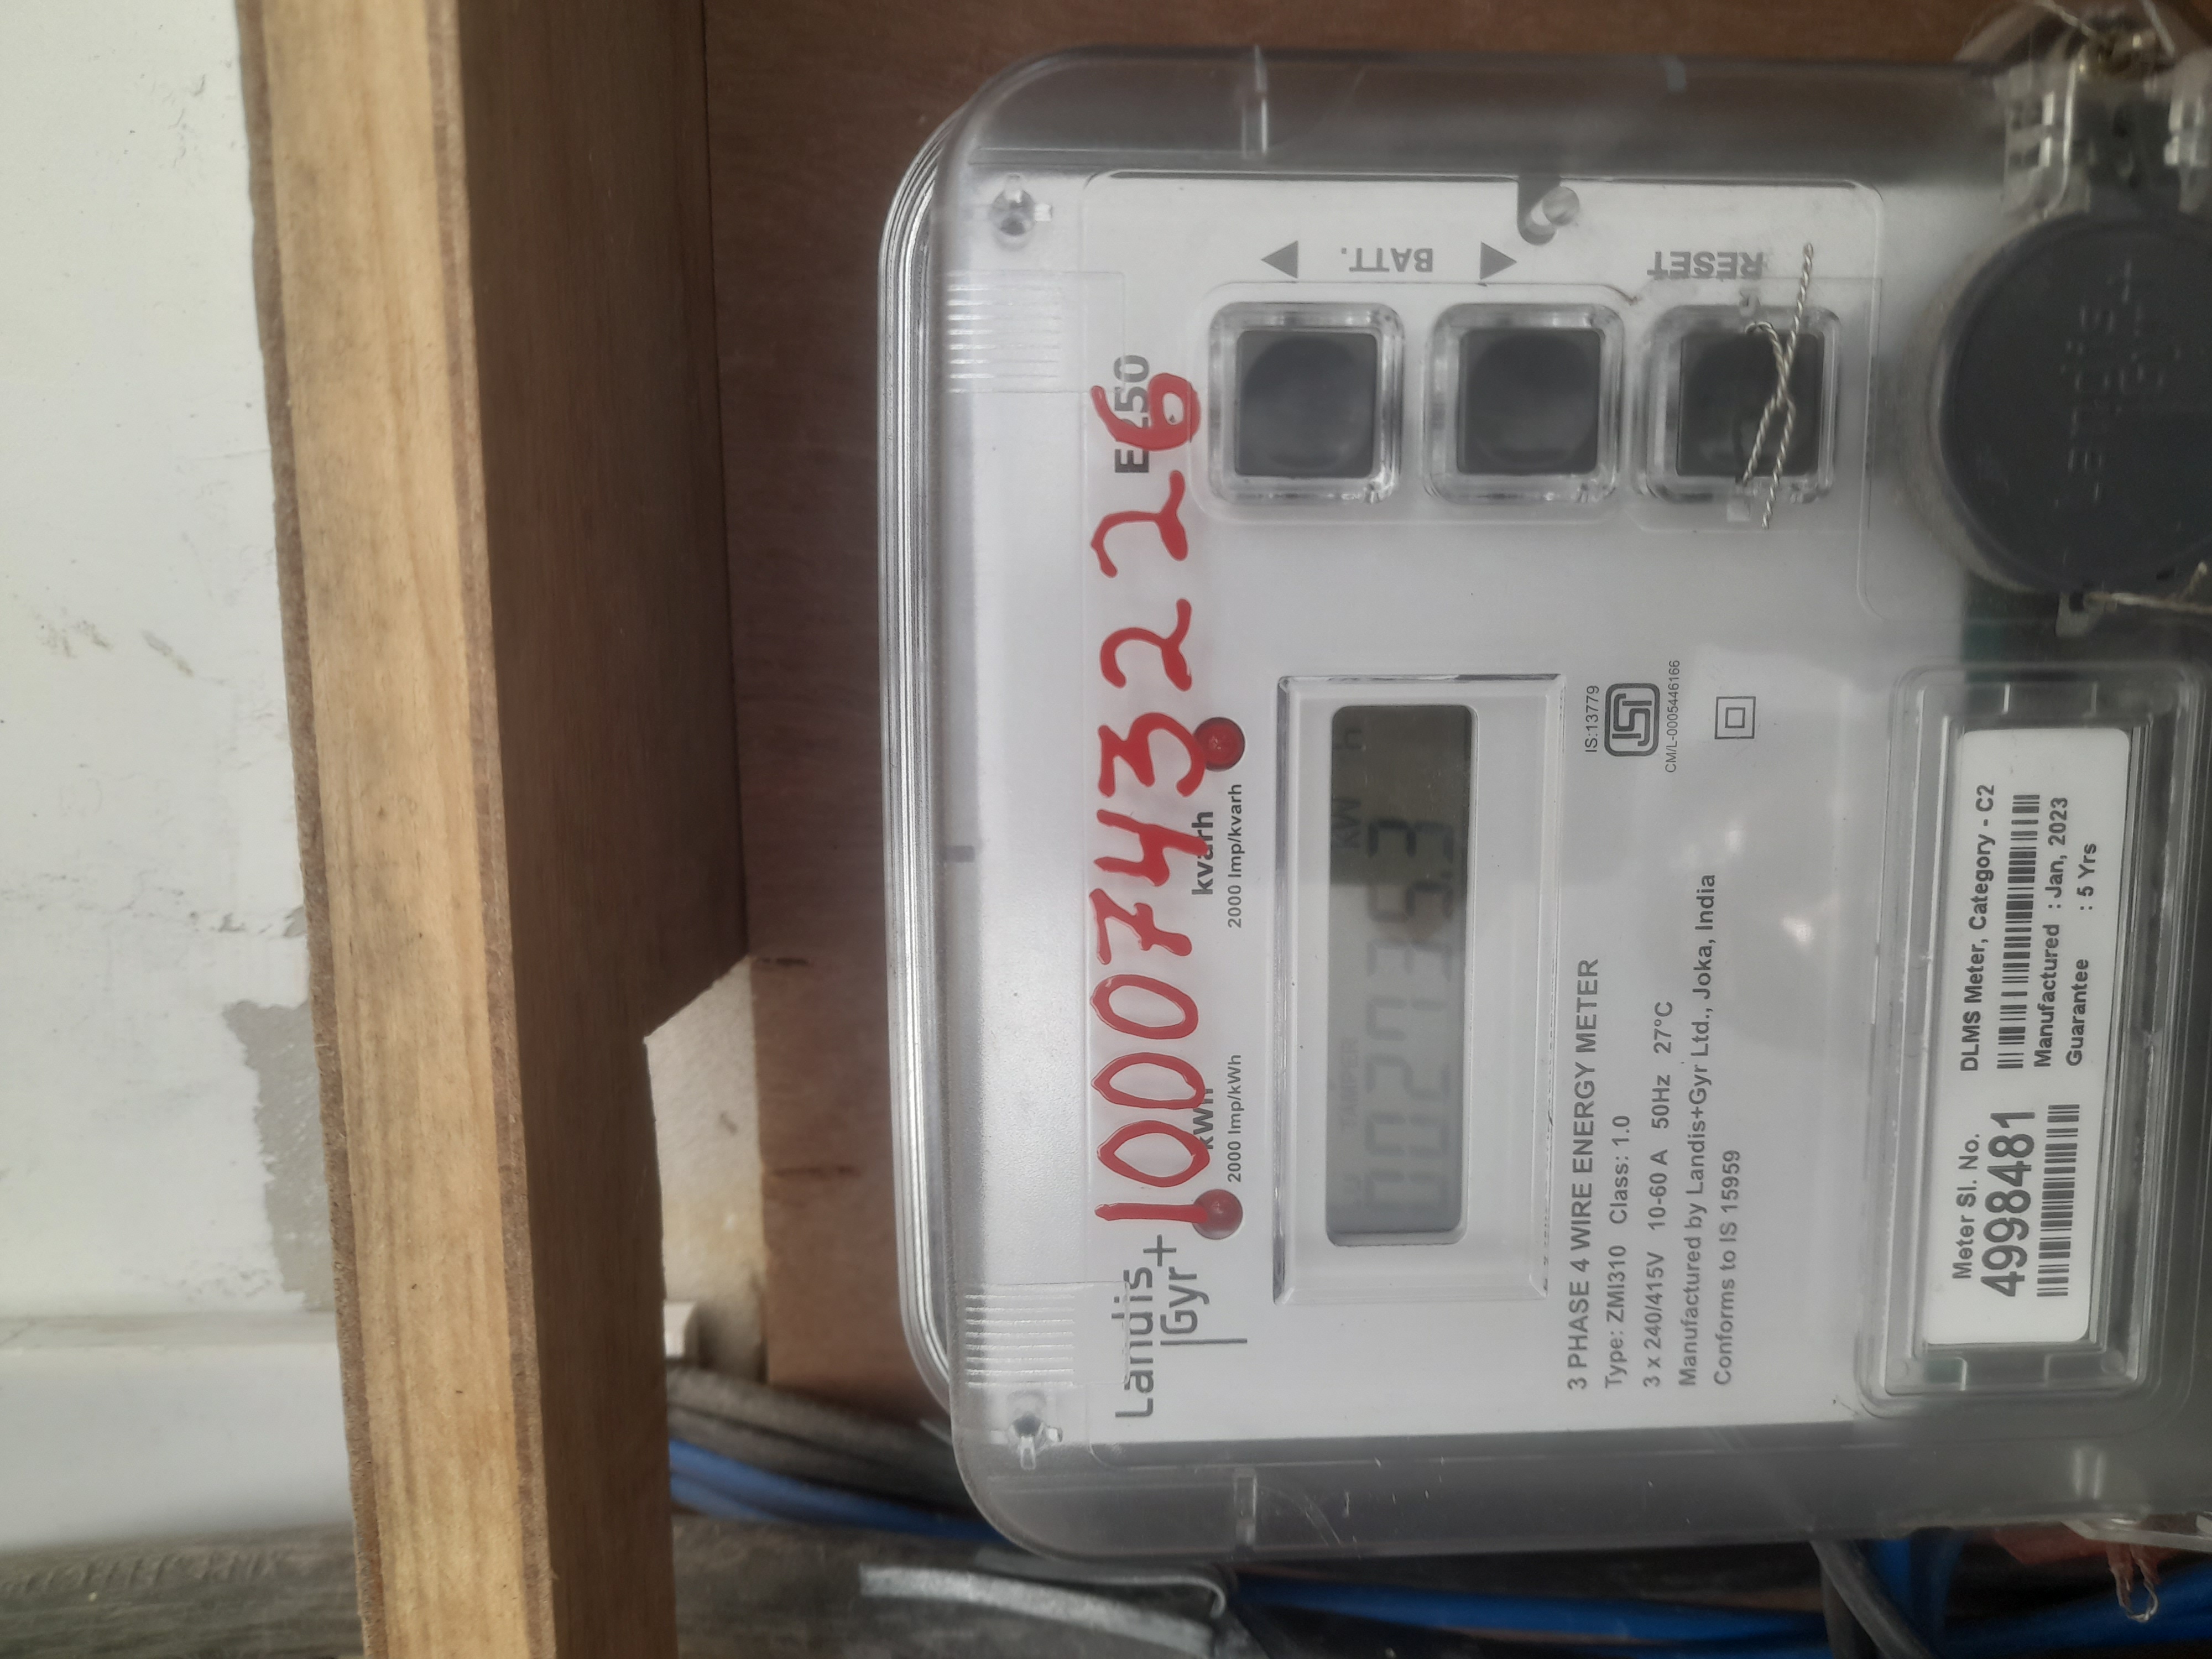 1000743226
Landis
Gyr+
E650
kWh
2000 Imp/kWh
kvarh
2000 Imp/kvarh
BATT.
RESET
TAMPER
kW h
3 PHASE 4 WIRE ENERGY METER
Type: ZMI310 Class: 1.0
3 x 240/415V 10-60 A 50Hz 27°C
Manufactured by Landis+Gyr Ltd., Joka, India
Conforms to IS 15959
IS:13779
ISI
CM/L-0005446166
Meter Sl. No.
4998481
DLMS Meter, Category - C2
Manufactured : Jan, 2023
Guarantee : 5 Yrs